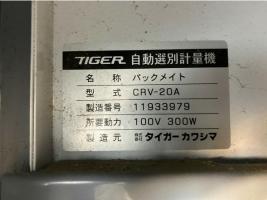 TIGER 自動選別計量機
名称 パックメイト
型式 CRV-20A
製造番号 11933979
所要動力 100V 300W
製造元 株式会社 タイガーカワシマ